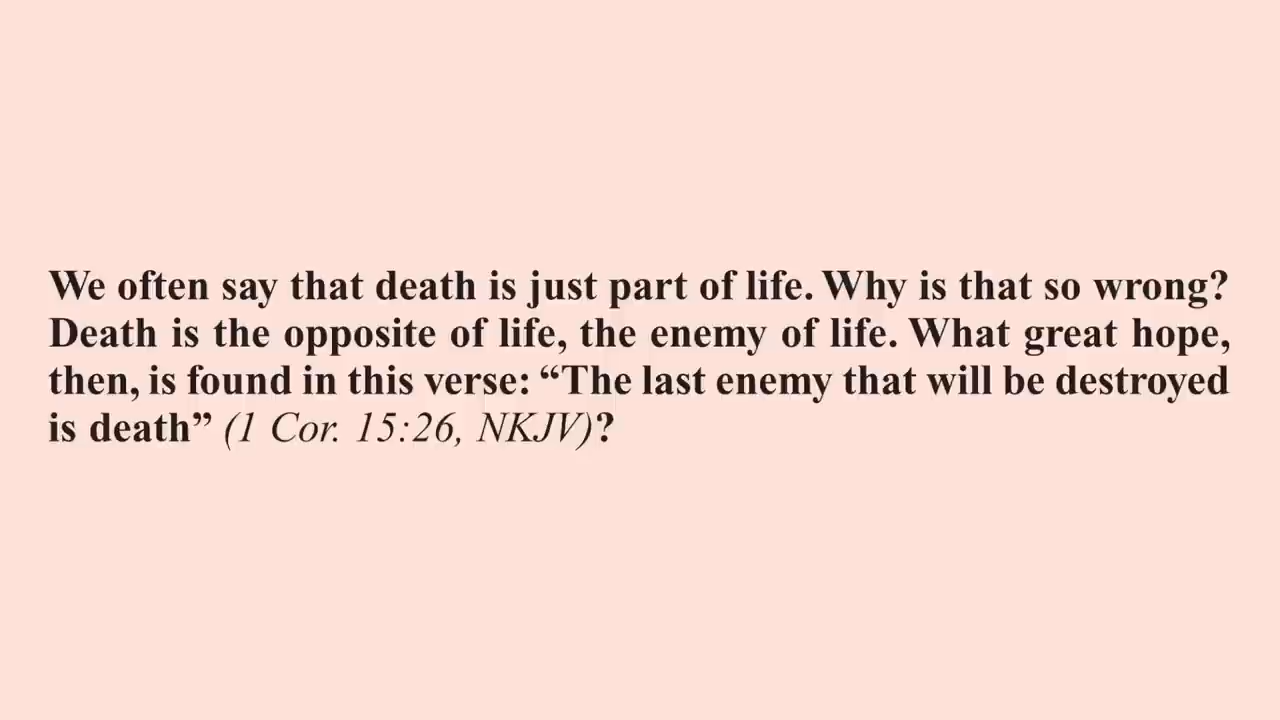 We often say that death is just part of life. Why is that so wrong?
Death is the opposite of life, the enemy of life. What great hope,
then, is found in this verse: “The last enemy that will be destroyed
is death” (1 Cor. 15:26, NKJV)?